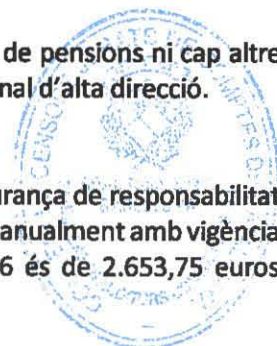 de pensions ni cap altre
nal d'alta direcció.
urança de responsabilitat
anualment amb vigència
6 és de 2.653,75 euros